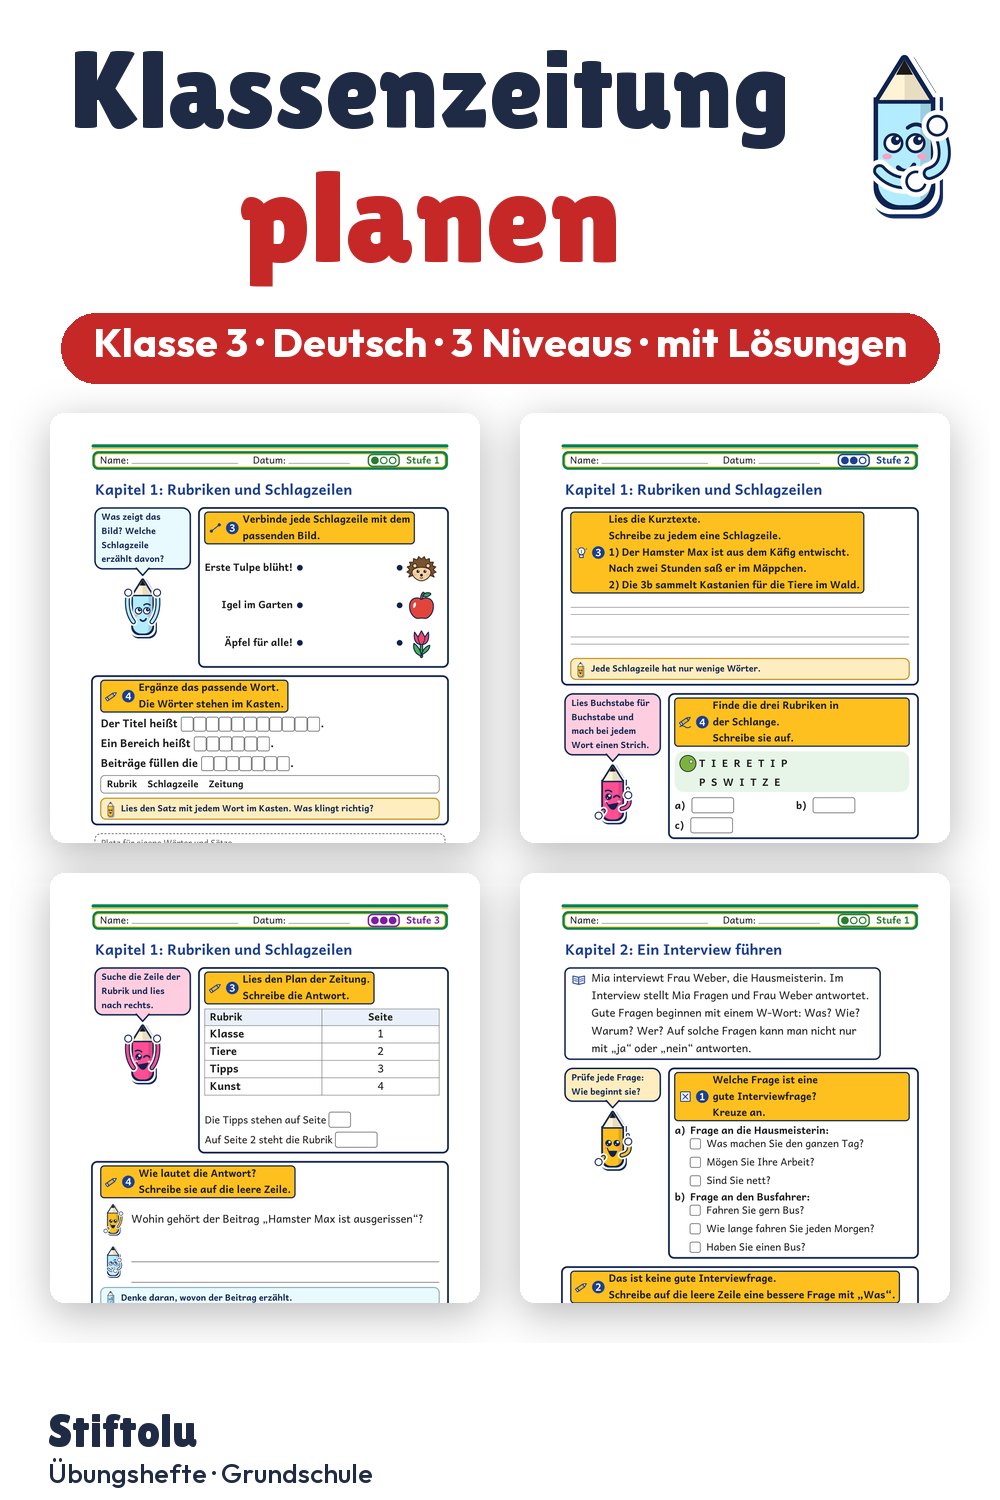 Klassenzeitung
planen
Klasse 3 · Deutsch · 3 Niveaus · mit Lösungen
Name: Datum: Stufe 1
Kapitel 1: Rubriken und Schlagzeilen
Was zeigt das
Bild? Welche
Schlagzeile
erzählt davon?
3 Verbinde jede Schlagzeile mit dem
passenden Bild.
Erste Tulpe blüht!
Igel im Garten
Äpfel für alle!
4 Ergänze das passende Wort.
Die Wörter stehen im Kasten.
Der Titel heißt .
Ein Bereich heißt .
Beiträge füllen die .
Rubrik Schlagzeile Zeitung
Lies den Satz mit jedem Wort im Kasten. Was klingt richtig?
Platz für eigene Wörter und Sätze
Name: Datum: Stufe 2
Kapitel 1: Rubriken und Schlagzeilen
Lies die Kurztexte.
Schreibe zu jedem eine Schlagzeile.
3 1) Der Hamster Max ist aus dem Käfig entwischt.
Nach zwei Stunden saß er im Mäppchen.
2) Die 3b sammelt Kastanien für die Tiere im Wald.
Jede Schlagzeile hat nur wenige Wörter.
Lies Buchstabe für
Buchstabe und
mach bei jedem
Wort einen Strich.
Finde die drei Rubriken in
4 der Schlange.
Schreibe sie auf.
T I E R E T I P
P S W I T Z E
a) b)
c)
Name: Datum: Stufe 3
Kapitel 1: Rubriken und Schlagzeilen
Suche die Zeile der
Rubrik und lies
nach rechts.
3 Lies den Plan der Zeitung.
Schreibe die Antwort.
Rubrik Seite
Klasse 1
Tiere 2
Tipps 3
Kunst 4
Die Tipps stehen auf Seite
Auf Seite 2 steht die Rubrik
4 Wie lautet die Antwort?
Schreibe sie auf die leere Zeile.
Wohin gehört der Beitrag „Hamster Max ist ausgerissen“?
Denke daran, wovon der Beitrag erzählt.
Name: Datum: Stufe 1
Kapitel 2: Ein Interview führen
Mia interviewt Frau Weber, die Hausmeisterin. Im
Interview stellt Mia Fragen und Frau Weber antwortet.
Gute Fragen beginnen mit einem W-Wort: Was? Wie?
Warum? Wer? Auf solche Fragen kann man nicht nur
mit „ja“ oder „nein“ antworten.
Prüfe jede Frage:
Wie beginnt sie?
Welche Frage ist eine
1 gute Interviewfrage?
Kreuze an.
a) Frage an die Hausmeisterin:
Was machen Sie den ganzen Tag?
Mögen Sie Ihre Arbeit?
Sind Sie nett?
b) Frage an den Busfahrer:
Fahren Sie gern Bus?
Wie lange fahren Sie jeden Morgen?
Haben Sie einen Bus?
2 Das ist keine gute Interviewfrage.
Schreibe auf die leere Zeile eine bessere Frage mit „Was“.
Stiftolu
Übungshefte · Grundschule